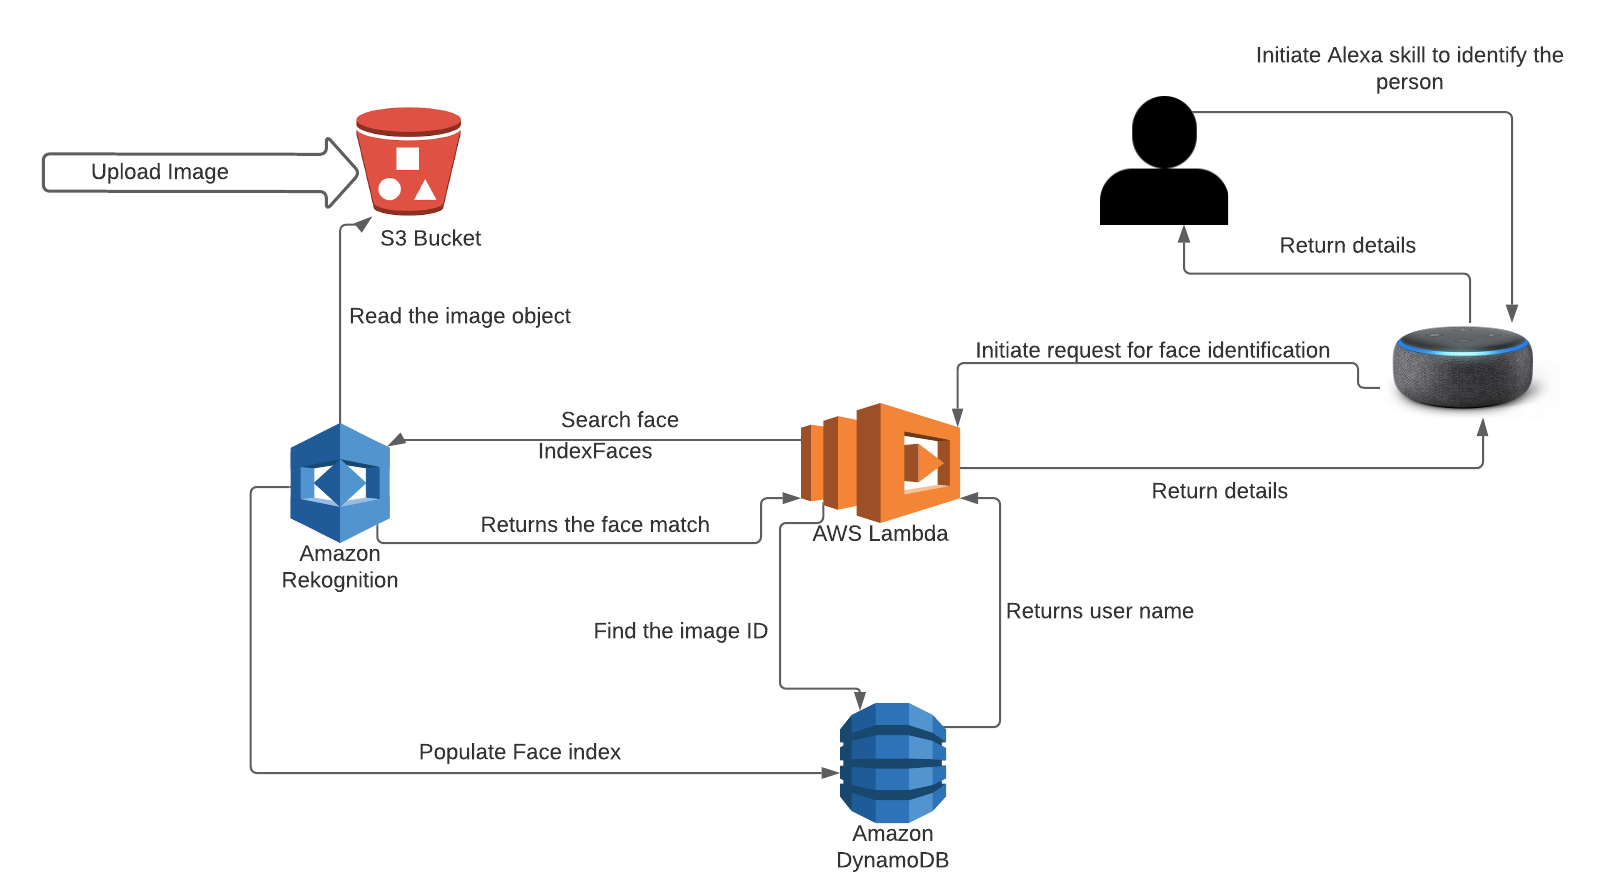 Initiate Alexa skill to identify the
person
Upload Image
S3 Bucket
Return details
Read the image object
Initiate request for face identification
Search face
IndexFaces
Return details
Returns the face match
AWS Lambda
Amazon
Rekognition
Returns user name
Find the image ID
Populate Face index
Amazon
DynamoDB